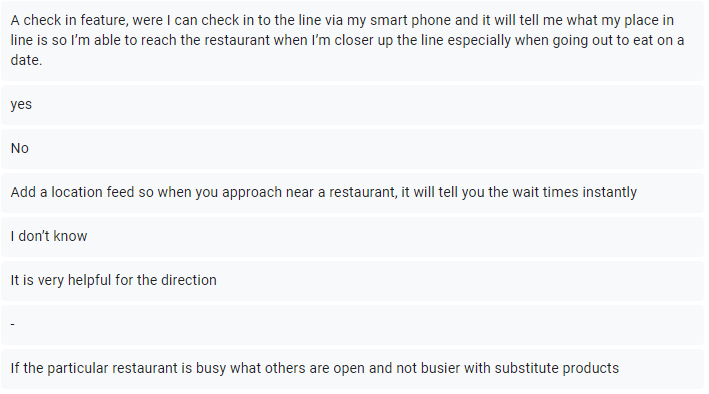 A check in feature, were I can check in to the line via my smart phone and it will tell me what my place in
line is so I’m able to reach the restaurant when I’m closer up the line especially when going out to eat on a
date.
yes
No
Add a location feed so when you approach near a restaurant, it will tell you the wait times instantly
I don’t know
It is very helpful for the direction
-
If the particular restaurant is busy what others are open and not busier with substitute products